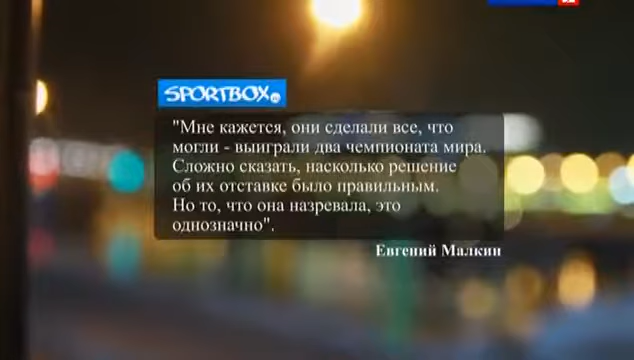 SPORTBOX
"Мне кажется, они сделали все, что
могли - выиграли два чемпионата мира.
Сложно сказать, насколько решение
об их отставке было правильным.
Но то, что она назревала, это
однозначно".
Евгений Малкин